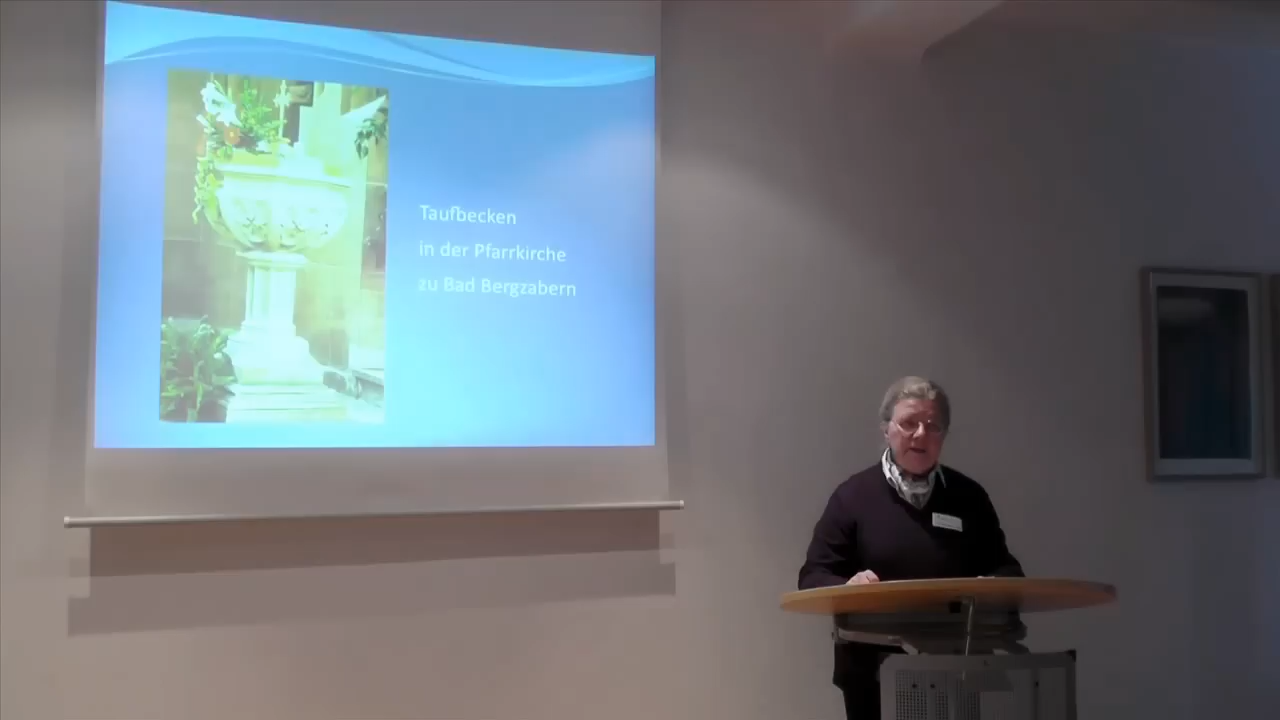 Taufbecken
in der Pfarrkirche
zu Bad Bergzabern